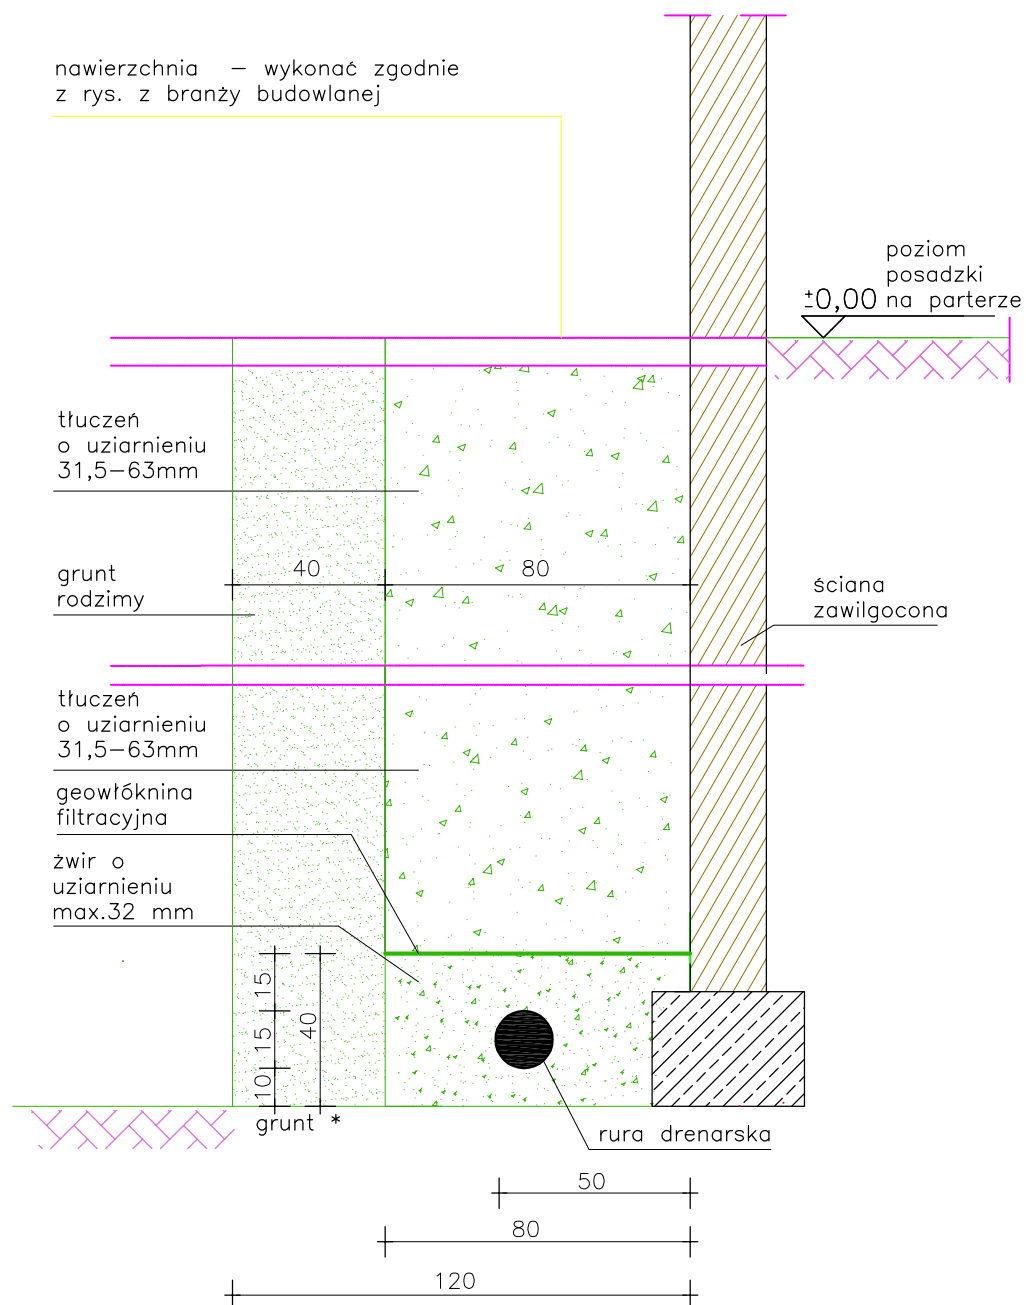 nawierzchnia – wykonać zgodnie
z rys. z branży budowlanej
poziom
posadzki
na parterze
±0,00
tłuczeń
o uziarnieniu
31,5–63mm
40
80
grunt
rodzimy
ściana
zawilgocona
tłuczeń
o uziarnieniu
31,5–63mm
geowłóknina
filtracyjna
żwir o
uziarnieniu
max.32 mm
15
15
10
40
grunt *
rura drenarska
50
80
120